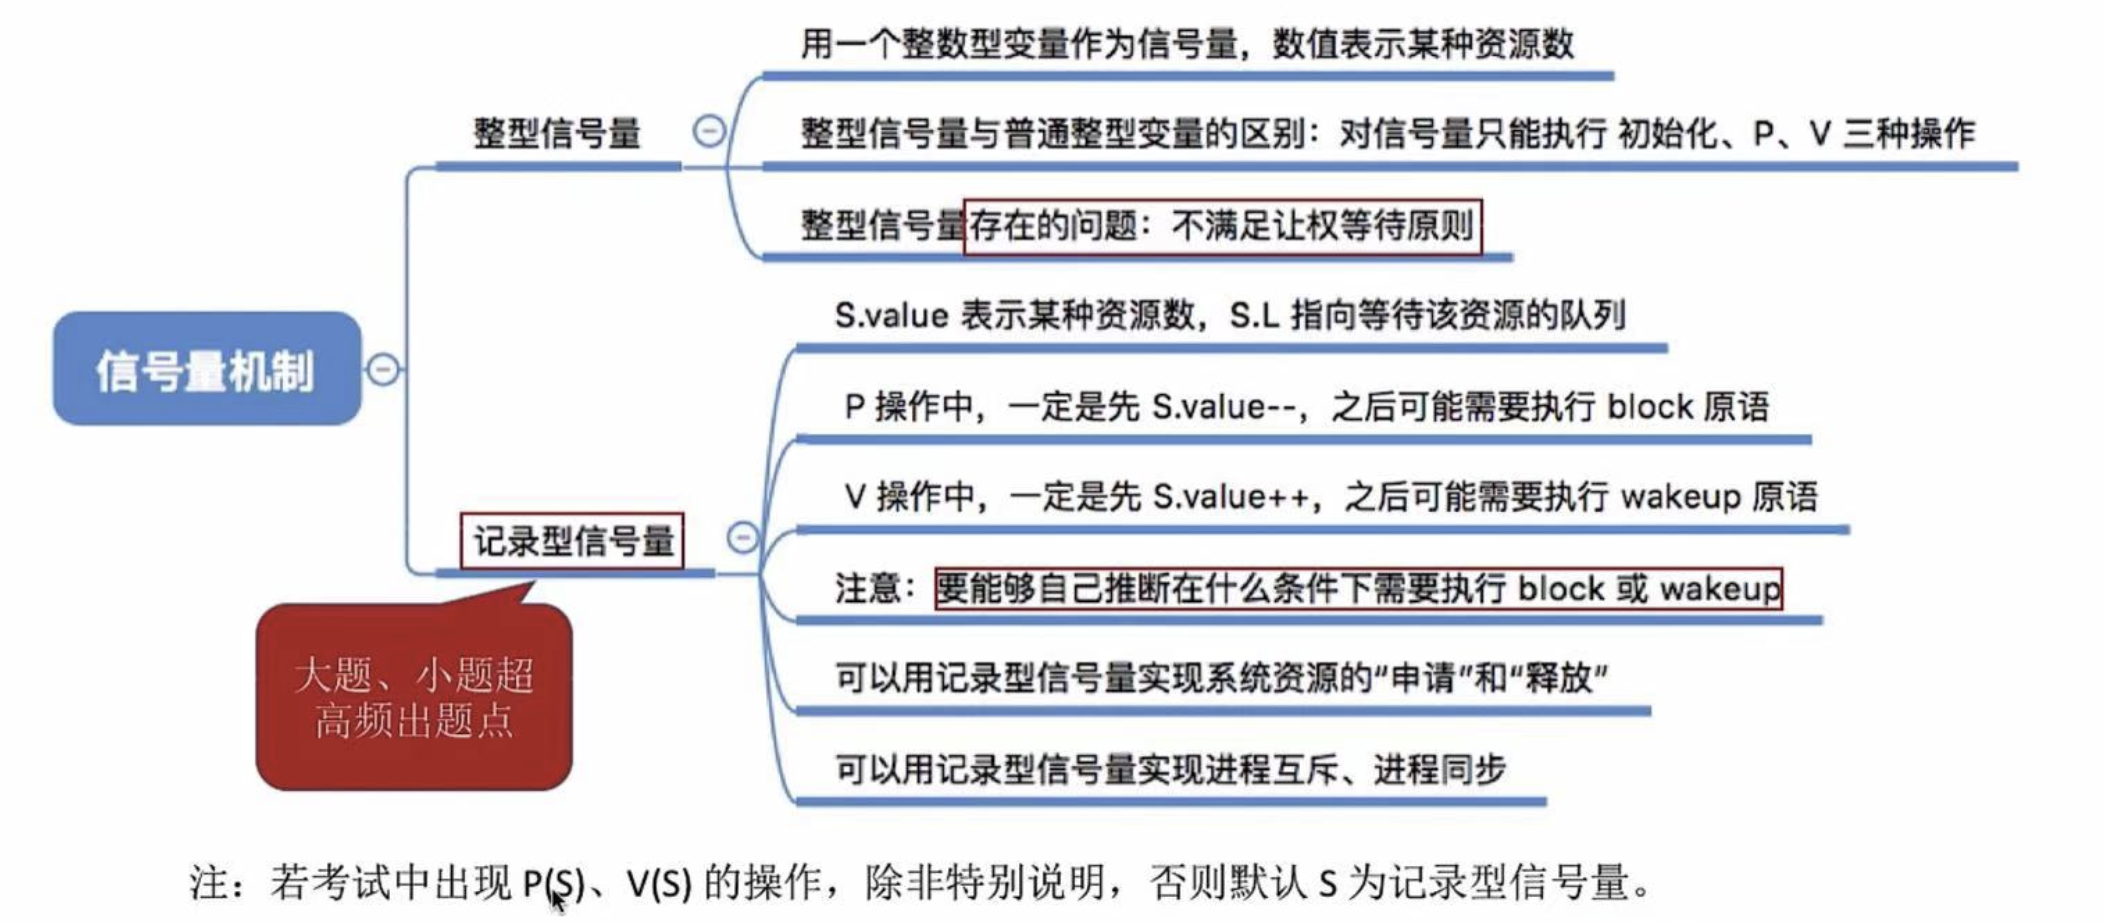 用一个整数型变量作为信号量，数值表示某种资源数
整型信号量
整型信号量与普通整型变量的区别：对信号量只能执行 初始化、P、V 三种操作
整型信号量存在的问题：不满足让权等待原则
信号量机制
S.value 表示某种资源数，S.L 指向等待该资源的队列
P 操作中，一定是先 S.value--，之后可能需要执行 block 原语
V 操作中，一定是先 S.value++，之后可能需要执行 wakeup 原语
记录型信号量
注意：要能够自己推断在什么条件下需要执行 block 或 wakeup
可以用记录型信号量实现系统资源的“申请”和“释放”
可以用记录型信号量实现进程互斥、进程同步
大题、小题超
高频出题点
注：若考试中出现 P(S)、V(S) 的操作，除非特别说明，否则默认 S 为记录型信号量。